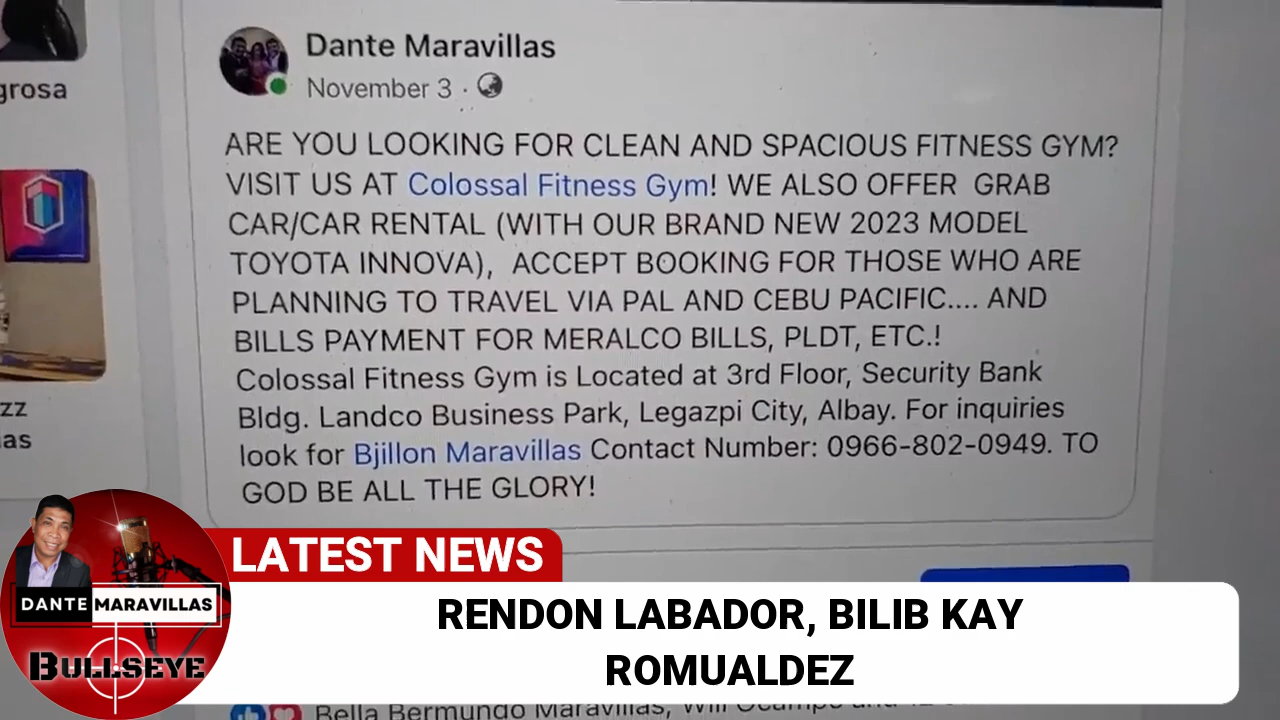 grosa
zz
as
Dante Maravillas
November 3 ·
ARE YOU LOOKING FOR CLEAN AND SPACIOUS FITNESS GYM?
VISIT US AT Colossal Fitness Gym! WE ALSO OFFER GRAB
CAR/CAR RENTAL (WITH OUR BRAND NEW 2023 MODEL
TOYOTA INNOVA), ACCEPT BOOKING FOR THOSE WHO ARE
PLANNING TO TRAVEL VIA PAL AND CEBU PACIFIC.... AND
BILLS PAYMENT FOR MERALCO BILLS, PLDT, ETC.!
Colossal Fitness Gym is Located at 3rd Floor, Security Bank
Bldg. Landco Business Park, Legazpi City, Albay. For inquiries
look for Bjillon Maravillas Contact Number: 0966-802-0949. TO
GOD BE ALL THE GLORY!
LATEST NEWS
RENDON LABADOR, BILIB KAY
ROMUALDEZ
DANTE MARAVILLAS
BULLSEYE
Bella Bermundo Maravillas, Will Ocampo and 12